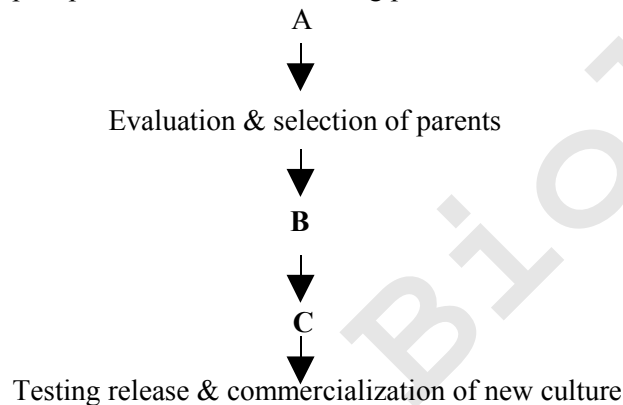 A
Evaluation & selection of parents
B
C
Testing release & commercialization of new culture